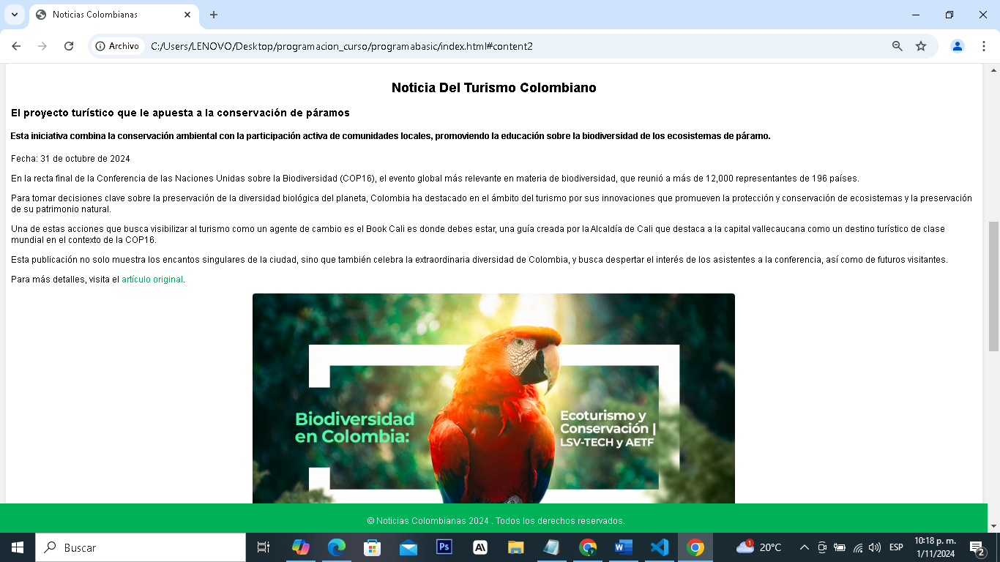 Noticias Colombianas
Archivo
C:/Users/LENOVO/Desktop/programacion_curso/programabasic/index.html#content2
Noticia Del Turismo Colombiano
El proyecto turístico que le apuesta a la conservación de páramos
Esta iniciativa combina la conservación ambiental con la participación activa de comunidades locales, promoviendo la educación sobre la biodiversidad de los ecosistemas de páramo.
Fecha: 31 de octubre de 2024
En la recta final de la Conferencia de las Naciones Unidas sobre la Biodiversidad (COP16), el evento global más relevante en materia de biodiversidad, que reunió a más de 12,000 representantes de 196 países.
Para tomar decisiones clave sobre la preservación de la diversidad biológica del planeta, Colombia ha destacado en el ámbito del turismo por sus innovaciones que promueven la protección y conservación de ecosistemas y la preservación
de su patrimonio natural.
Una de estas acciones que busca visibilizar al turismo como un agente de cambio es el Book Cali es donde debes estar, una guía creada por la Alcaldía de Cali que destaca a la capital vallecaucana como un destino turístico de clase
mundial en el contexto de la COP16.
Esta publicación no solo muestra los encantos singulares de la ciudad, sino que también celebra la extraordinaria diversidad de Colombia, y busca despertar el interés de los asistentes a la conferencia, así como de futuros visitantes.
Para más detalles, visita el artículo original.
Biodiversidad
en Colombia:
Ecoturismo y
Conservación |
LSV-TECH y AETF
© Noticias Colombianas 2024 . Todos los derechos reservados.
Buscar
Ps
A\
W
1
20°C
ESP
10:18 p. m.
1/11/2024
2